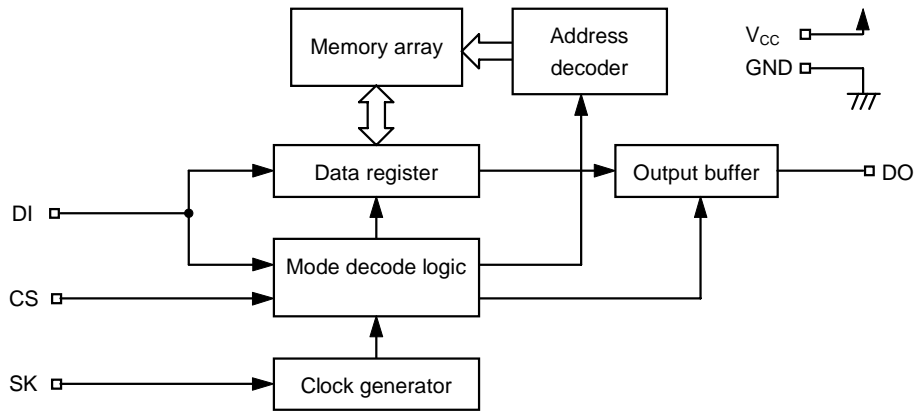 Memory array
Address
decoder
VCC
GND
Data register
Output buffer
DO
DI
Mode decode logic
CS
SK
Clock generator